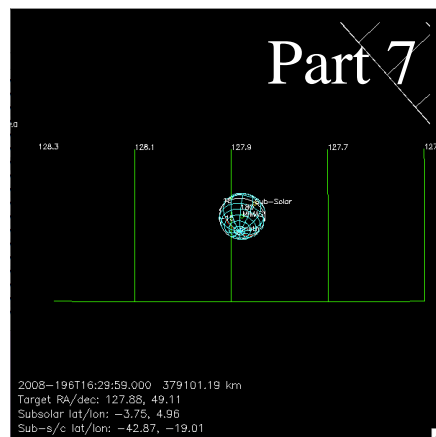 Part 7
128.3 128.1 127.9 127.7 127
Sub-Solar
2008-196T16:29:59.000 379101.19 km
Target RA/dec: 127.88, 49.11
Subsolar lat/lon: -3.75, 4.96
Sub-s/c lat/lon: -42.87, -19.01